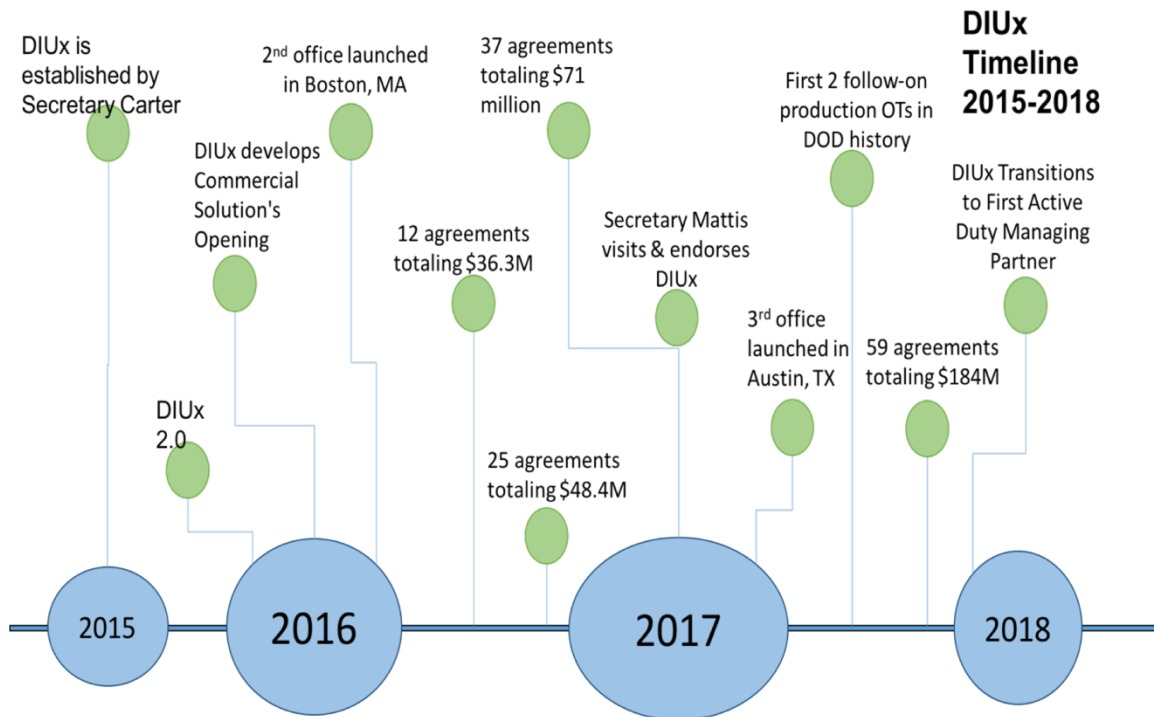 DIUx
Timeline
2015-2018
DIUx is
established by
Secretary Carter
2nd office launched
in Boston, MA
37 agreements
totaling $71
million
First 2 follow-on
production OTs in
DOD history
DIUx develops
Commercial
Solution's
Opening
DIUx Transitions
to First Active
Duty Managing
Partner
12 agreements
totaling $36.3M
Secretary Mattis
visits & endorses
DIUx
3rd office
launched in
Austin, TX
59 agreements
totaling $184M
DIUx
2.0
25 agreements
totaling $48.4M
2015
2016
2017
2018